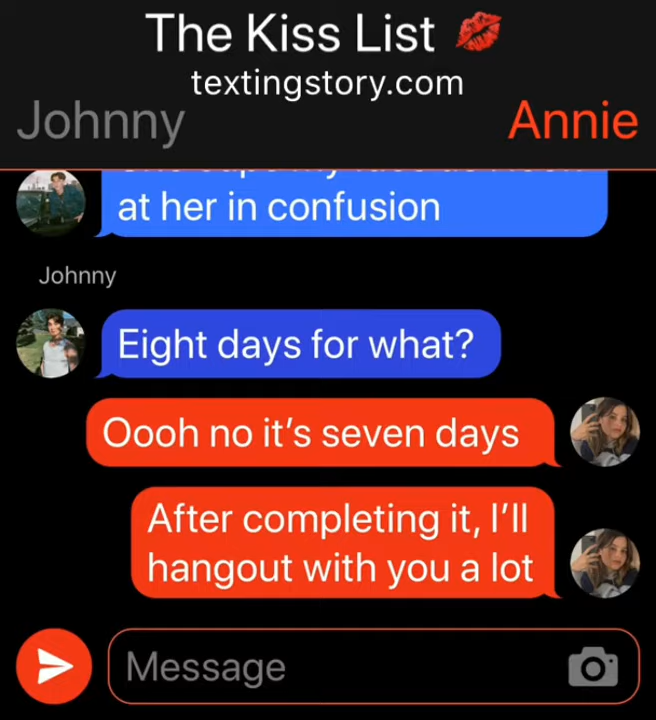 The Kiss List 💋
textingstory.com
Johnny
Annie
at her in confusion
Johnny
Eight days for what?
Oooh no it's seven days
After completing it, I'll
hangout with you a lot
Message